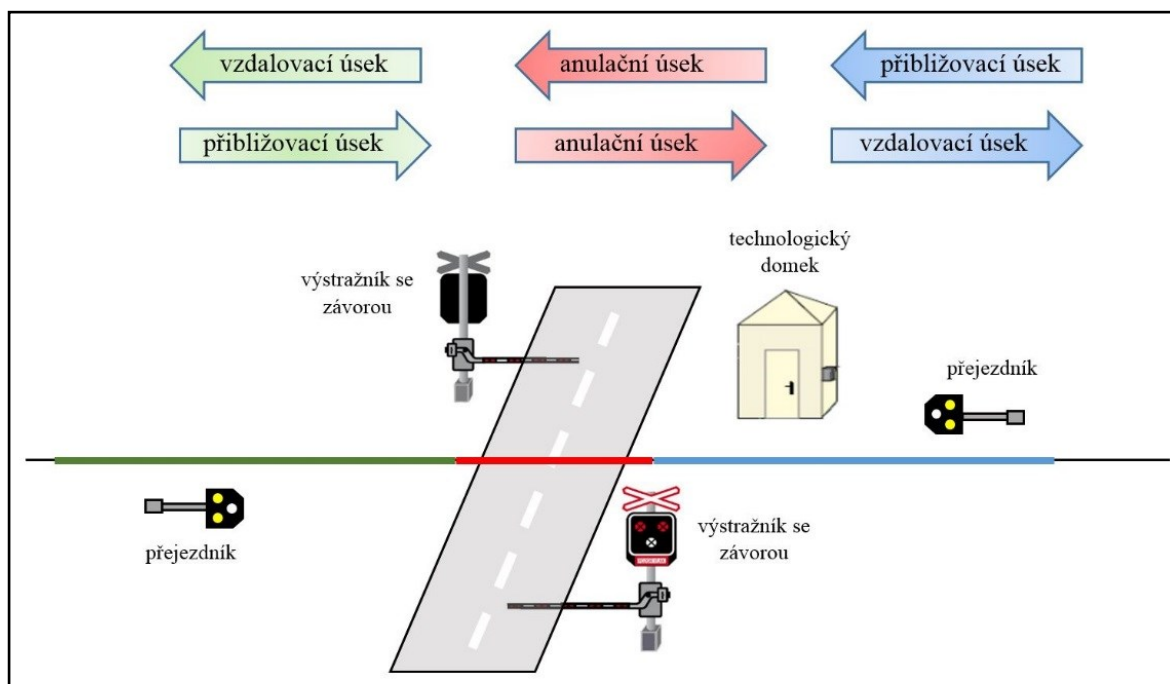 vzdalovací úsek
anulační úsek
přibližovací úsek
přibližovací úsek
anulační úsek
vzdalovací úsek
technologický
domek
výstražník se
závorou
přejezdník
přejezdník
výstražník se
závorou